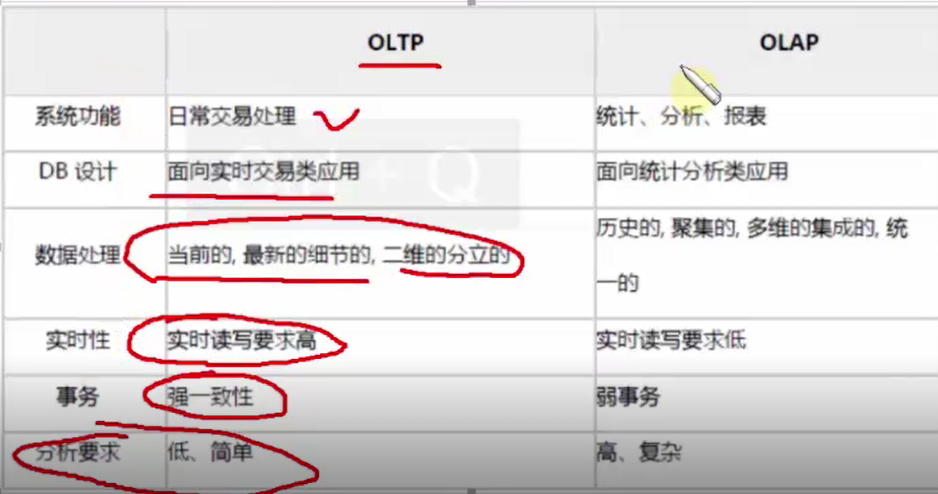 OLTP OLAP
系统功能 日常交易处理 统计、分析、报表
DB 设计 面向实时交易类应用 面向统计分析类应用
数据处理 当前的, 最新的细节的, 二维的分立的 历史的, 聚集的, 多维的集成的, 统
一的
实时性 实时读写要求高 实时读写要求低
事务 强一致性 弱事务
分析要求 低、简单 高、复杂